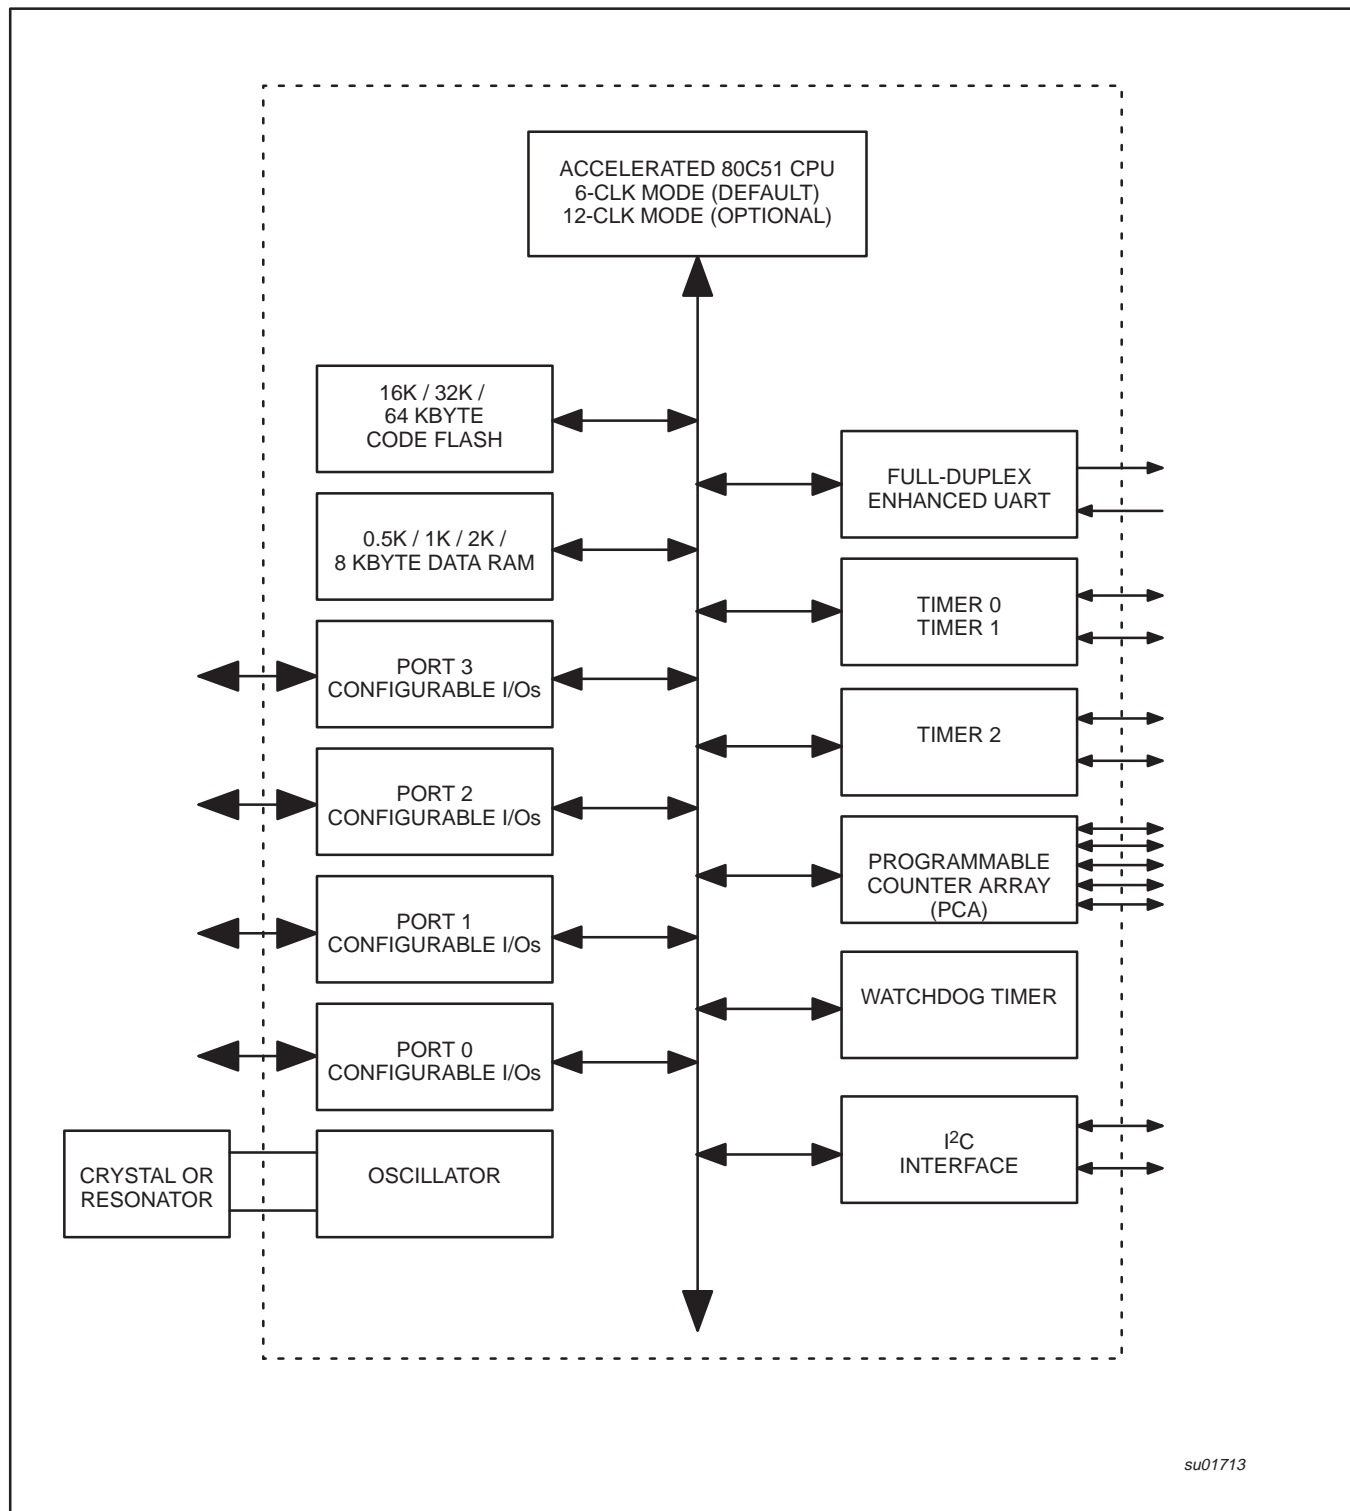 ACCELERATED 80C51 CPU
6-CLK MODE (DEFAULT)
12-CLK MODE (OPTIONAL)
16K / 32K /
64 KBYTE
CODE FLASH
0.5K / 1K / 2K /
8 KBYTE DATA RAM
PORT 3
CONFIGURABLE I/Os
PORT 2
CONFIGURABLE I/Os
PORT 1
CONFIGURABLE I/Os
PORT 0
CONFIGURABLE I/Os
CRYSTAL OR
RESONATOR
OSCILLATOR
FULL-DUPLEX
ENHANCED UART
TIMER 0
TIMER 1
TIMER 2
PROGRAMMABLE
COUNTER ARRAY
(PCA)
WATCHDOG TIMER
I²C
INTERFACE
su01713